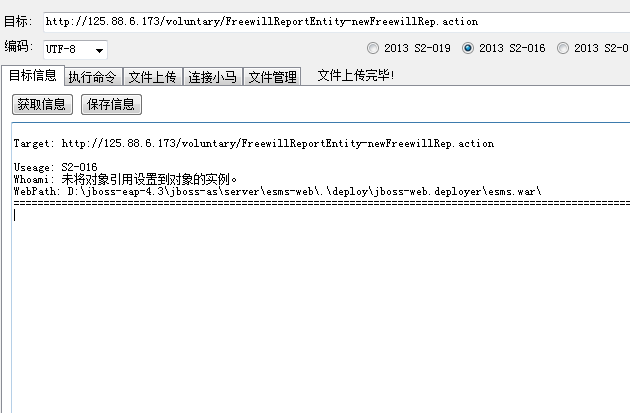 目标: http://125.88.6.173/voluntary/FreewillReportEntity-newFreewillRep.action
编码: UTF-8 2013 S2-019 2013 S2-016 2013 S2-0
目标信息 执行命令 文件上传 连接小马 文件管理 文件上传完毕!
获取信息 保存信息
Target: http://125.88.6.173/voluntary/FreewillReportEntity-newFreewillRep.action
Useage: S2-016
Whoami: 未将对象引用设置到对象的实例。
WebPath: D:\jboss-eap-4.3\jboss-as\server\esms-web\.\deploy\jboss-web.deployer\esms.war\
================================================================================